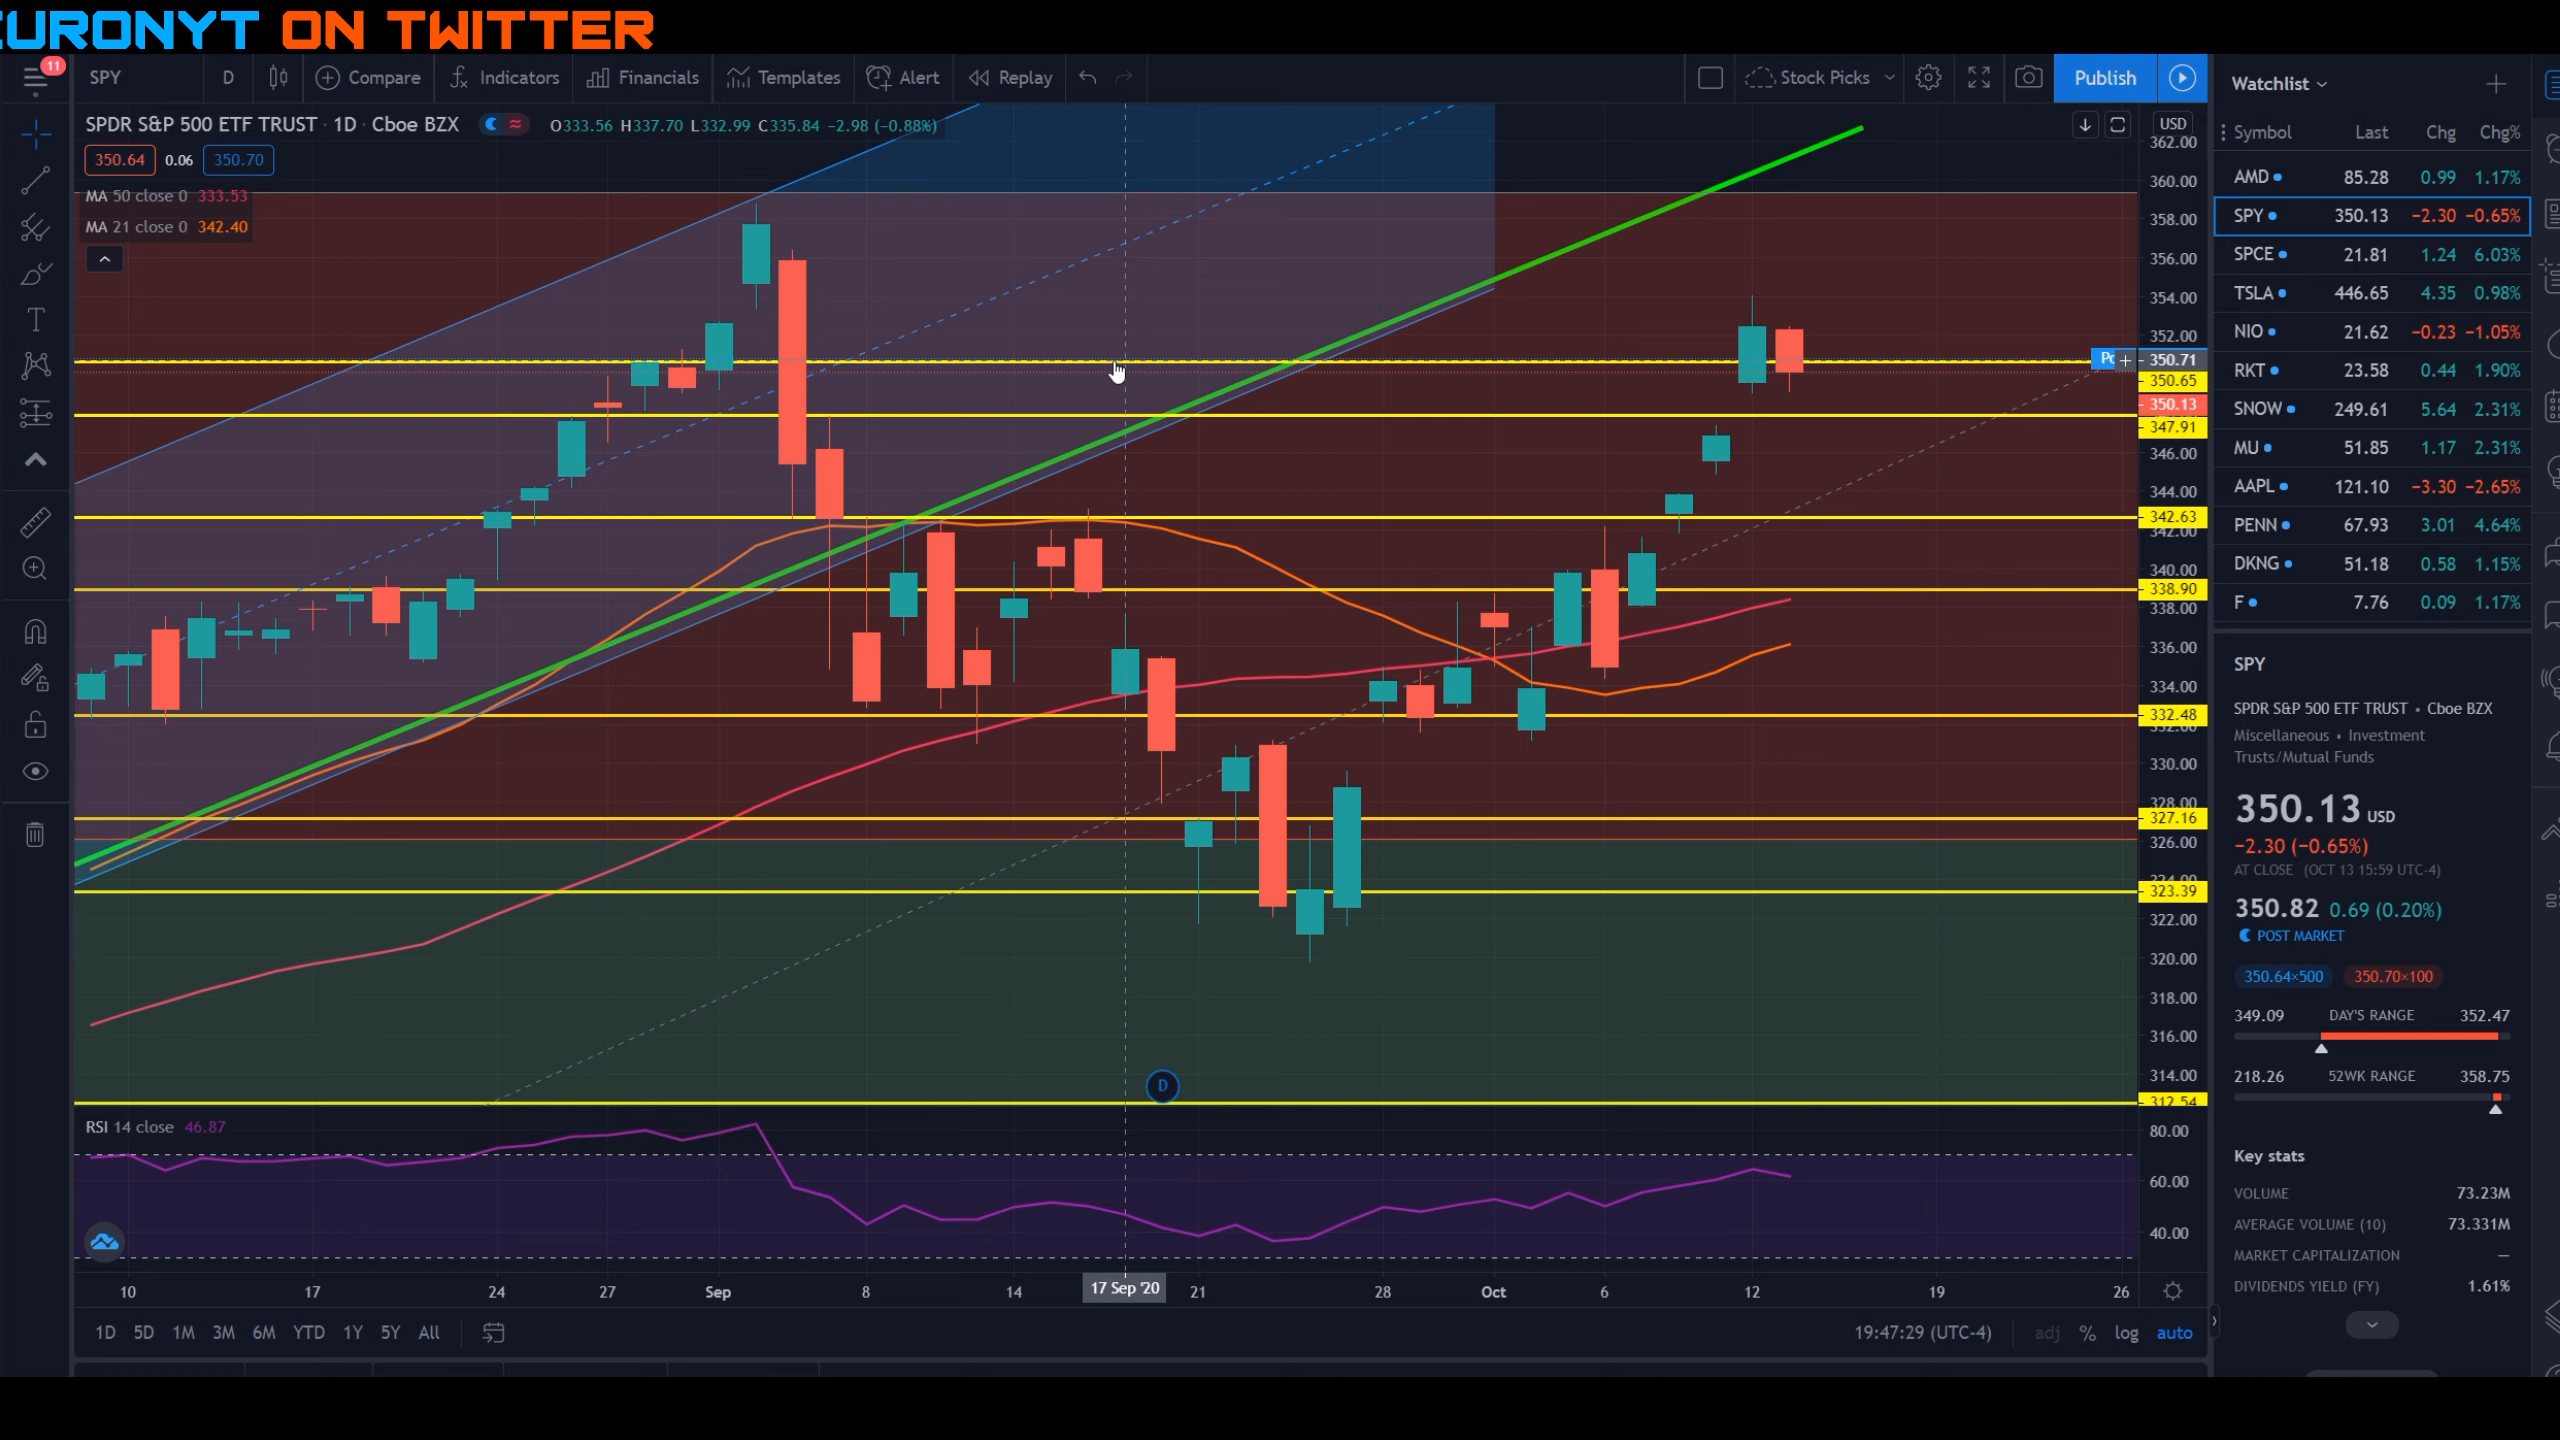 EURONYT ON TWITTER
11
SPY D Compare Indicators Financials Templates Alert Replay Stock Picks Publish
SPDR S&P 500 ETF TRUST · 1D · Cboe BZX O333.56 H337.70 L332.99 C335.84 −2.98 (−0.88%)
350.64 0.06 350.70
MA 50 close 0 333.53
MA 21 close 0 342.40
USD
362.00
360.00
358.00
356.00
354.00
352.00
350.71
350.65
350.13
347.91
346.00
344.00
342.63
342.00
340.00
338.90
338.00
336.00
334.00
332.48
332.00
330.00
328.00
327.16
326.00
324.00
323.39
322.00
320.00
318.00
316.00
314.00
312.54
D
RSI 14 close 46.87
80.00
60.00
40.00
10 17 24 27 Sep 8 14 17 Sep '20 21 28 Oct 6 12 19 26
1D 5D 1M 3M 6M YTD 1Y 5Y All
19:47:29 (UTC-4) adj % log auto
Watchlist
Symbol Last Chg Chg%
AMD 85.28 0.99 1.17%
SPY 350.13 −2.30 −0.65%
SPCE 21.81 1.24 6.03%
TSLA 446.65 4.35 0.98%
NIO 21.62 −0.23 −1.05%
RKT 23.58 0.44 1.90%
SNOW 249.61 5.64 2.31%
MU 51.85 1.17 2.31%
AAPL 121.10 −3.30 −2.65%
PENN 67.93 3.01 4.64%
DKNG 51.18 0.58 1.15%
F 7.76 0.09 1.17%
SPY
SPDR S&P 500 ETF TRUST • Cboe BZX
Miscellaneous • Investment
Trusts/Mutual Funds
350.13 USD
−2.30 (−0.65%)
AT CLOSE (OCT 13 15:59 UTC-4)
350.82 0.69 (0.20%)
POST MARKET
350.64×500 350.70×100
349.09 DAY'S RANGE 352.47
218.26 52WK RANGE 358.75
Key stats
VOLUME 73.23M
AVERAGE VOLUME (10) 73.331M
MARKET CAPITALIZATION —
DIVIDENDS YIELD (FY) 1.61%